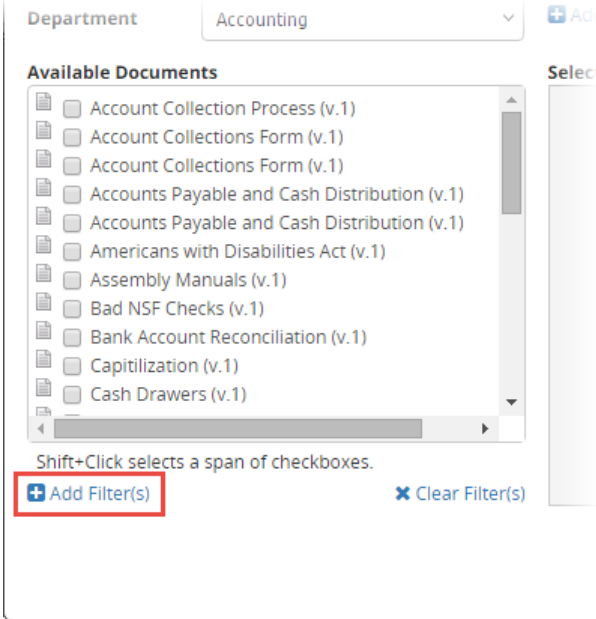 Department Accounting
Available Documents Selec
Account Collection Process (v.1)
Account Collections Form (v.1)
Account Collections Form (v.1)
Accounts Payable and Cash Distribution (v.1)
Accounts Payable and Cash Distribution (v.1)
Americans with Disabilities Act (v.1)
Assembly Manuals (v.1)
Bad NSF Checks (v.1)
Bank Account Reconciliation (v.1)
Capitilization (v.1)
Cash Drawers (v.1)
Shift+Click selects a span of checkboxes.
Add Filter(s) Clear Filter(s)